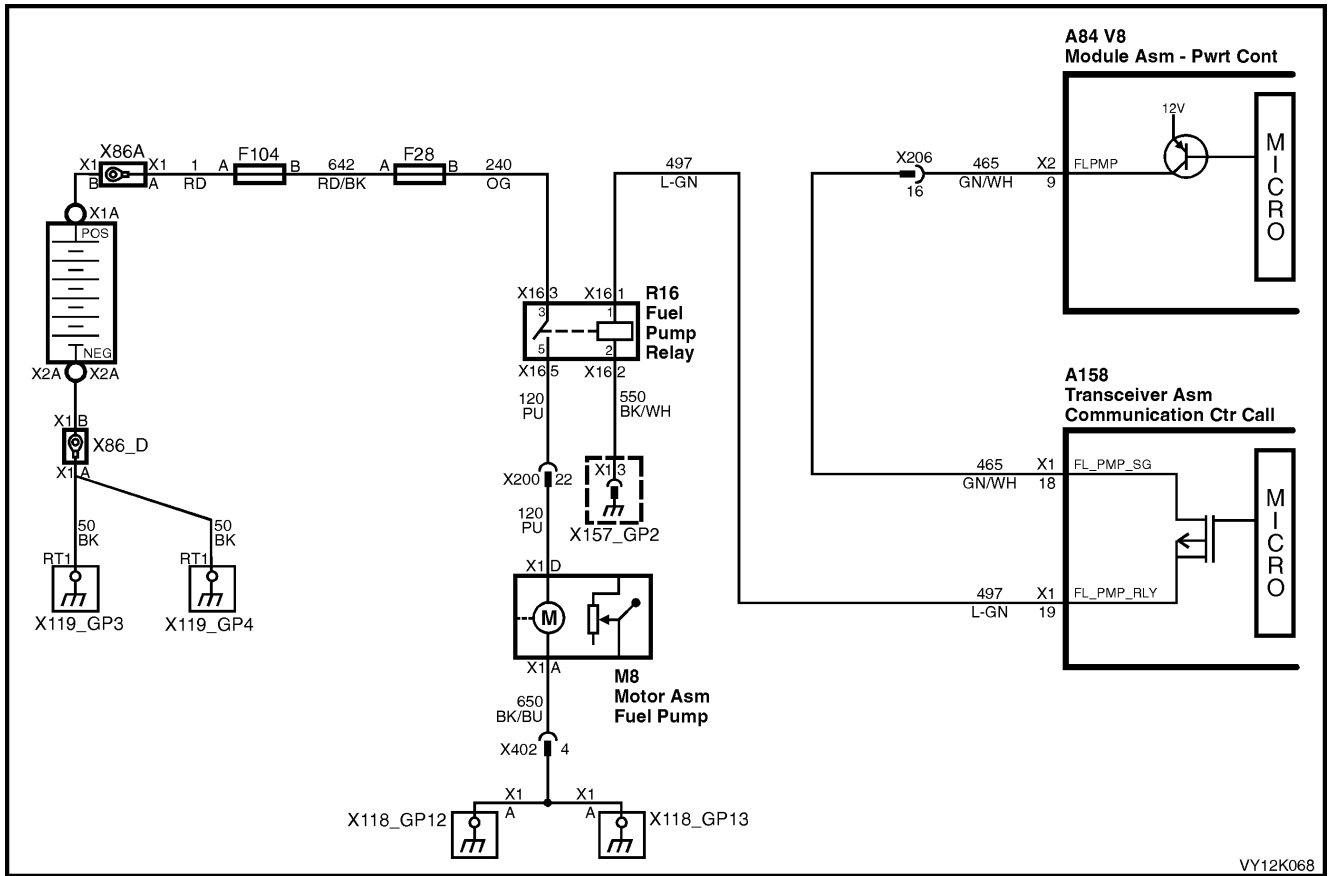 A84 V8
Module Asm - Pwrt Cont
12V
MICRO
X206
16
465
GN/WH
X2
9
FLPMP
X86A
X1
B
X1
A
1
RD
A
F104
B
642
RD/BK
A
F28
B
240
OG
497
L-GN
X1A
POS
NEG
X2A
X2A
X1
B
X86_D
X1
A
50
BK
50
BK
RT1
RT1
X119_GP3
X119_GP4
X16
3
X16
1
3
1
5
2
R16
Fuel
Pump
Relay
X16
5
X16
2
120
PU
550
BK/WH
X200
22
X1
3
X157_GP2
120
PU
X1
D
M
X1
A
M8
Motor Asm
Fuel Pump
650
BK/BU
X402
4
X1
A
X1
A
X118_GP12
X118_GP13
A158
Transceiver Asm
Communication Ctr Call
465
GN/WH
X1
18
FL_PMP_SG
MICRO
497
L-GN
X1
19
FL_PMP_RLY
VY12K068